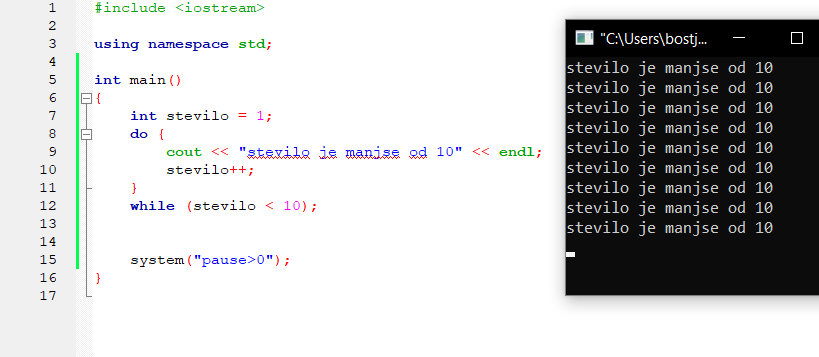 1 #include <iostream>
2
3 using namespace std;
4
5 int main()
6 {
7 int stevilo = 1;
8 do {
9 cout << "stevilo je manjse od 10" << endl;
10 stevilo++;
11 }
12 while (stevilo < 10);
13
14
15 system("pause>0");
16 }
17
"C:\Users\bostj...
stevilo je manjse od 10
stevilo je manjse od 10
stevilo je manjse od 10
stevilo je manjse od 10
stevilo je manjse od 10
stevilo je manjse od 10
stevilo je manjse od 10
stevilo je manjse od 10
stevilo je manjse od 10